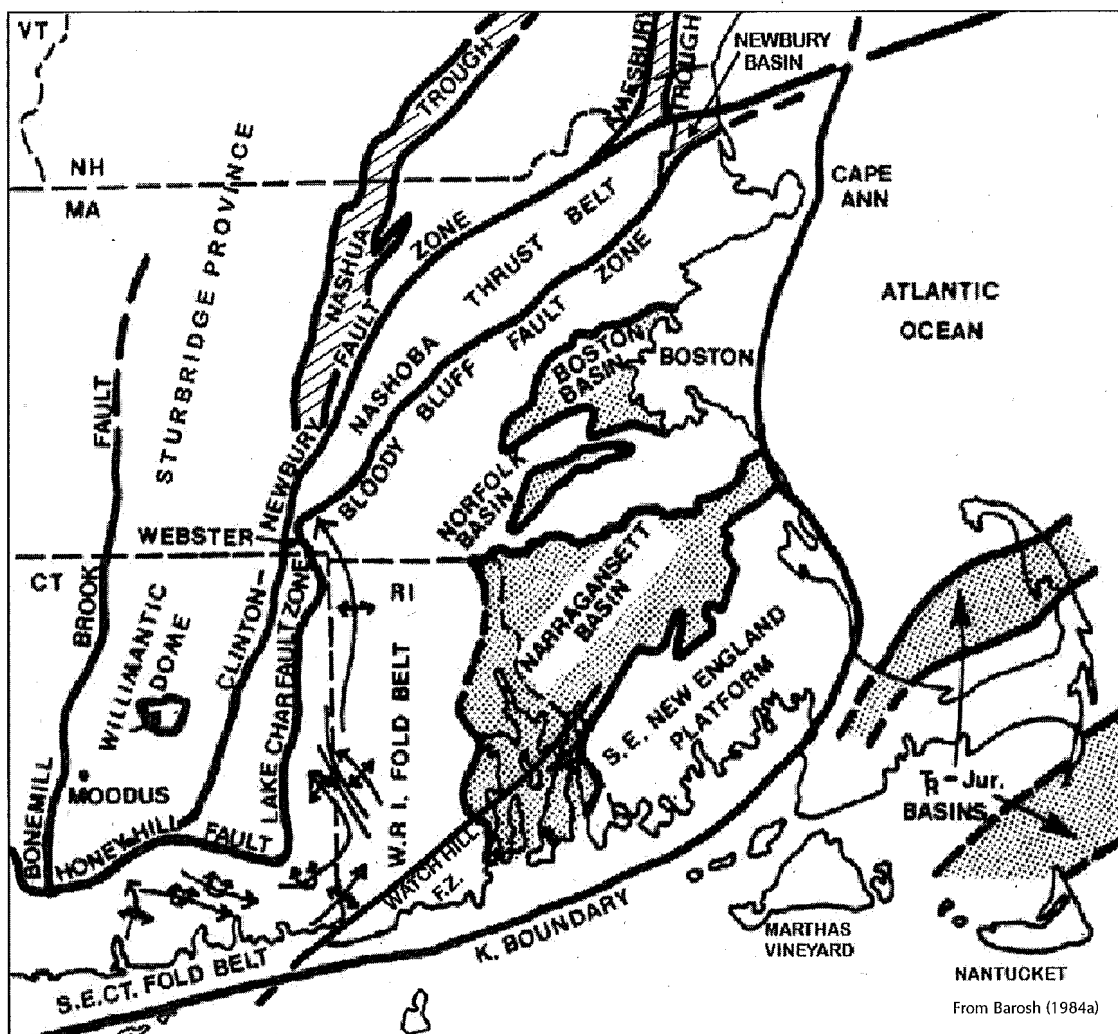 VT
NH
MA
CT
RI
STURBRIDGE PROVINCE
NASHUA
TROUGH
AMESBURY
TROUGH
NEWBURY
BASIN
CAPE
ANN
ATLANTIC
OCEAN
CLINTON-
NEWBURY
FAULT
ZONE
NASHOBA
THRUST
BELT
BLOODY
BLUFF
FAULT
ZONE
BOSTON
BASIN
BOSTON
NORFOLK
BASIN
NARRAGANSETT
BASIN
S.E. NEW ENGLAND
PLATFORM
WEBSTER
BONEMILL
BROOK
FAULT
WILLIMANTIC
DOME
MOODUS
HONEY HILL
FAULT
LAKE CHAR FAULT ZONE
W.R.I. FOLD BELT
WATCH HILL
F.Z.
K. BOUNDARY
S.E.CT. FOLD BELT
TR-Jur.
BASINS
MARTHAS
VINEYARD
NANTUCKET
From Barosh (1984a)